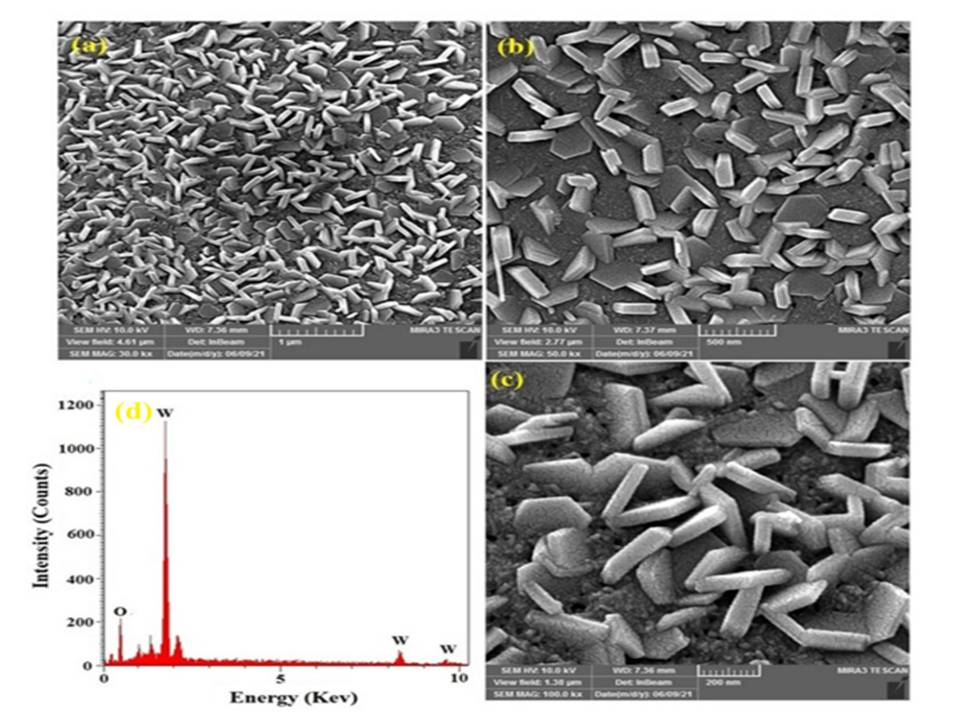 (a)
SEM HV: 10.0 kV WD: 7.36 mm MIRA3 TESCAN
View field: 4.61 µm Det: InBeam 1 µm
SEM MAG: 30.0 kx Date(m/d/y): 06/09/21
(b)
SEM HV: 10.0 kV WD: 7.37 mm MIRA3 TESCAN
View field: 2.77 µm Det: InBeam 500 nm
SEM MAG: 50.0 kx Date(m/d/y): 06/09/21
(c)
SEM HV: 10.0 kV WD: 7.36 mm MIRA3 TESCAN
View field: 1.38 µm Det: InBeam 200 nm
SEM MAG: 100.0 kx Date(m/d/y): 06/09/21
(d)
W
O
W
W
1200
1000
800
600
400
200
0
0 5 10
Intensity (Counts)
Energy (Kev)